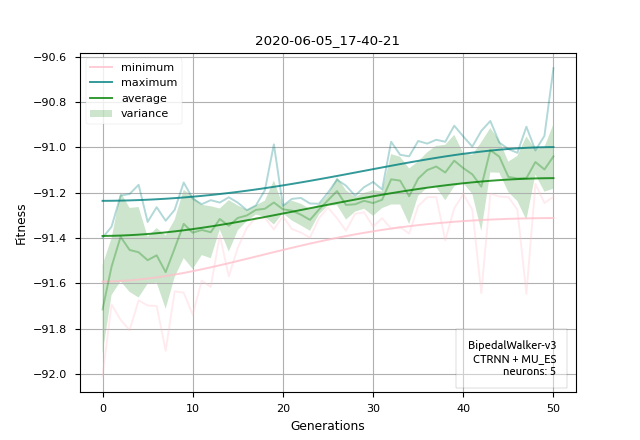 2020-06-05_17-40-21
minimum
maximum
average
variance
Fitness
−90.6
−90.8
−91.0
−91.2
−91.4
−91.6
−91.8
−92.0
BipedalWalker-v3
CTRNN + MU_ES
neurons: 5
0 10 20 30 40 50
Generations